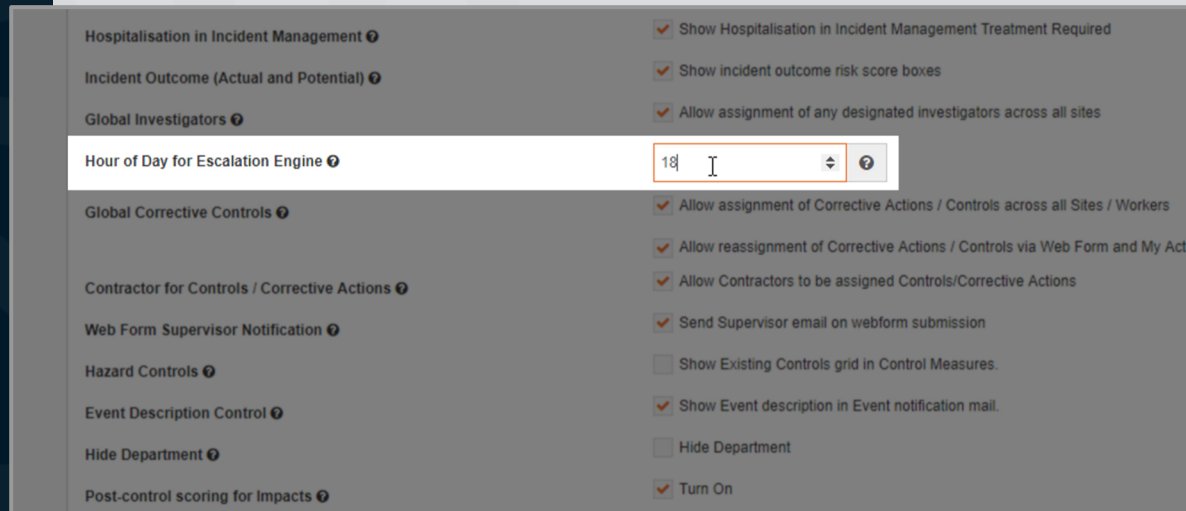 Hospitalisation in Incident Management
Show Hospitalisation in Incident Management Treatment Required
Incident Outcome (Actual and Potential)
Show incident outcome risk score boxes
Global Investigators
Allow assignment of any designated investigators across all sites
Hour of Day for Escalation Engine
18
Global Corrective Controls
Allow assignment of Corrective Actions / Controls across all Sites / Workers
Allow reassignment of Corrective Actions / Controls via Web Form and My Act
Contractor for Controls / Corrective Actions
Allow Contractors to be assigned Controls/Corrective Actions
Web Form Supervisor Notification
Send Supervisor email on webform submission
Hazard Controls
Show Existing Controls grid in Control Measures.
Event Description Control
Show Event description in Event notification mail.
Hide Department
Hide Department
Post-control scoring for Impacts
Turn On